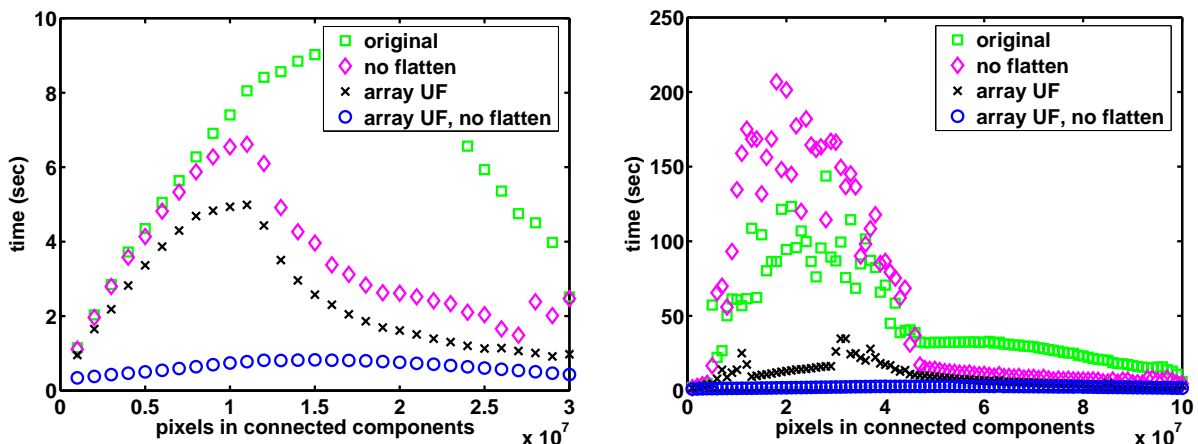 10
8
6
4
2
0
time (sec)
original
no flatten
array UF
array UF, no flatten
0 0.5 1 1.5 2 2.5 3
pixels in connected components
x 10^7
250
200
150
100
50
0
time (sec)
original
no flatten
array UF
array UF, no flatten
0 2 4 6 8 10
pixels in connected components
x 10^7